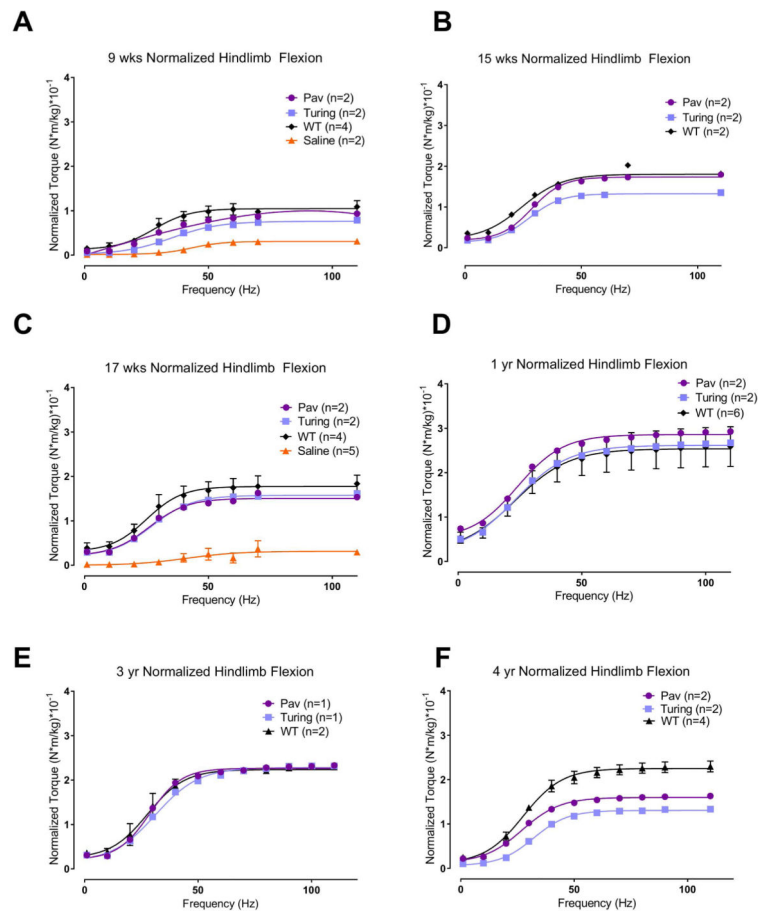 A
9 wks Normalized Hindlimb Flexion
Normalized Torque (N*m/kg)*10-1
4
3
2
1
0
0
50
100
Frequency (Hz)
Pav (n=2)
Turing (n=2)
WT (n=4)
Saline (n=2)
B
15 wks Normalized Hindlimb Flexion
Normalized Torque (N*m/kg)*10-1
4
3
2
1
0
0
50
100
Frequency (Hz)
Pav (n=2)
Turing (n=2)
WT (n=2)
C
17 wks Normalized Hindlimb Flexion
Normalized Torque (N*m/kg)*10-1
4
3
2
1
0
0
50
100
Frequency (Hz)
Pav (n=2)
Turing (n=2)
WT (n=4)
Saline (n=5)
D
1 yr Normalized Hindlimb Flexion
Normalized Torque (N*m/kg)*10-1
4
3
2
1
0
0
50
100
Frequency (Hz)
Pav (n=2)
Turing (n=2)
WT (n=6)
E
3 yr Normalized Hindlimb Flexion
Normalized Torque (N*m/kg)*10-1
4
3
2
1
0
0
50
100
Frequency (Hz)
Pav (n=1)
Turing (n=1)
WT (n=2)
F
4 yr Normalized Hindlimb Flexion
Normalized Torque (N*m/kg)*10-1
4
3
2
1
0
0
50
100
Frequency (Hz)
Pav (n=2)
Turing (n=2)
WT (n=4)